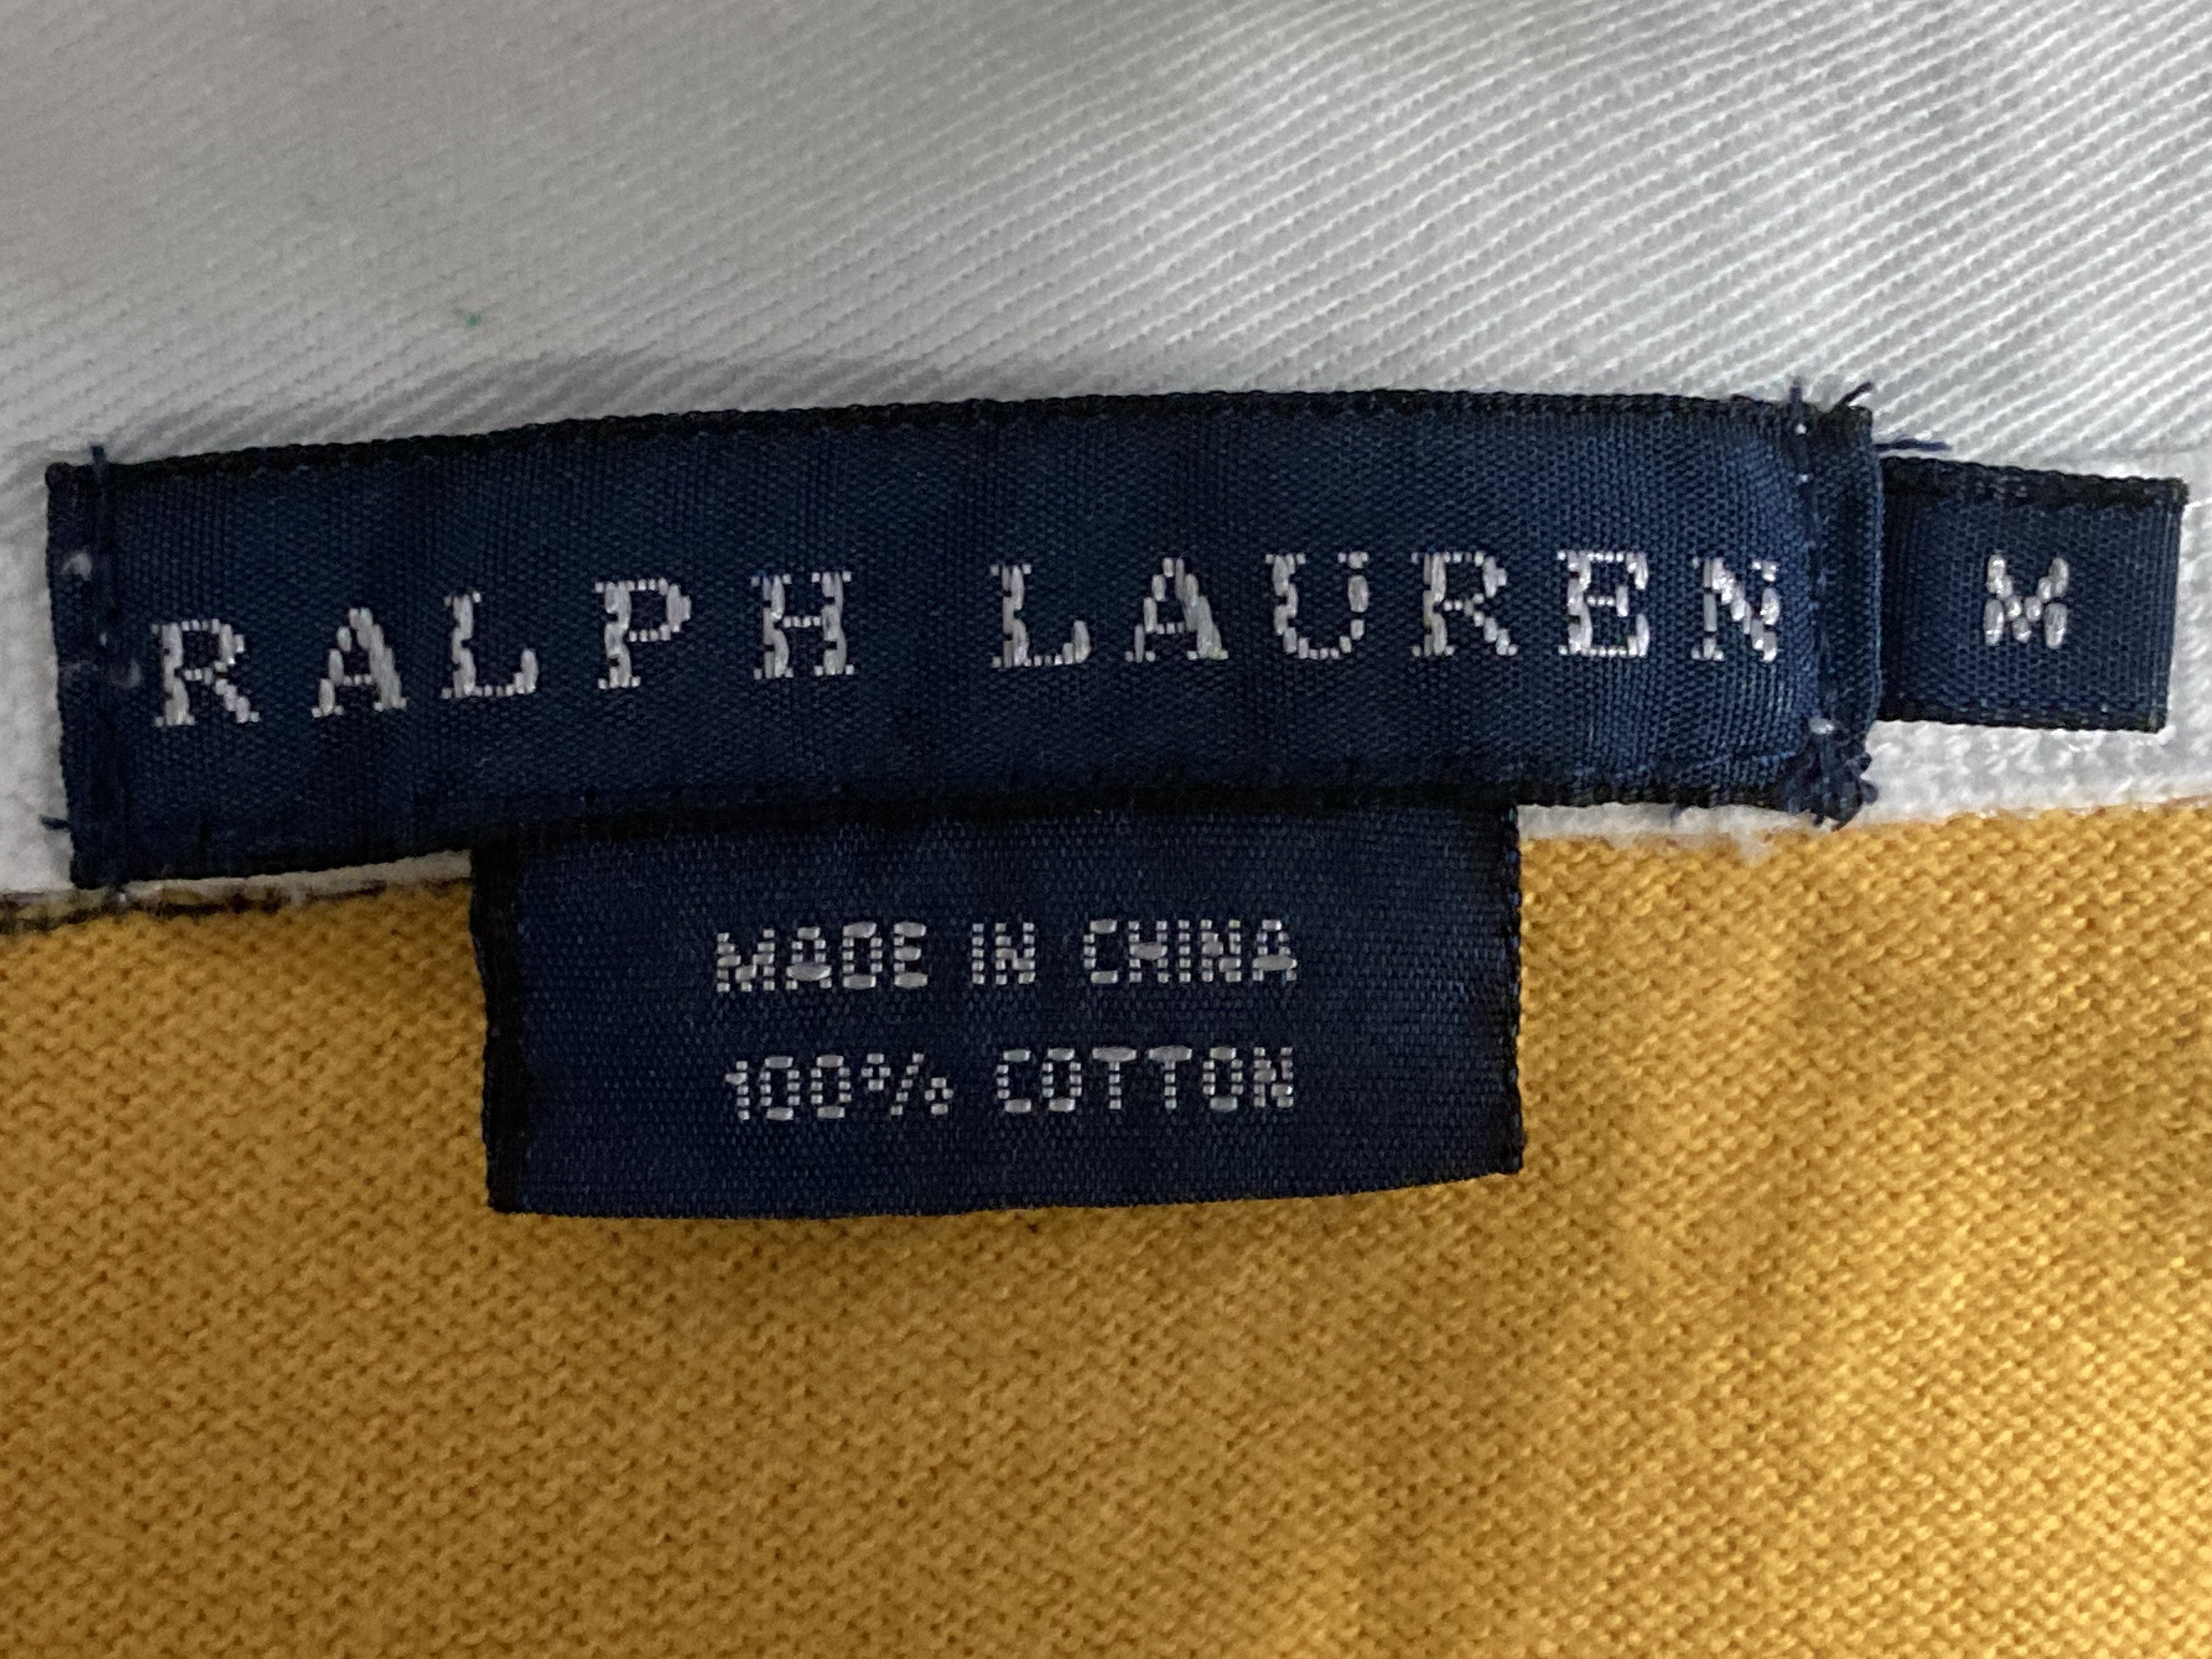 RALPH LAUREN M
MADE IN CHINA
100% COTTON